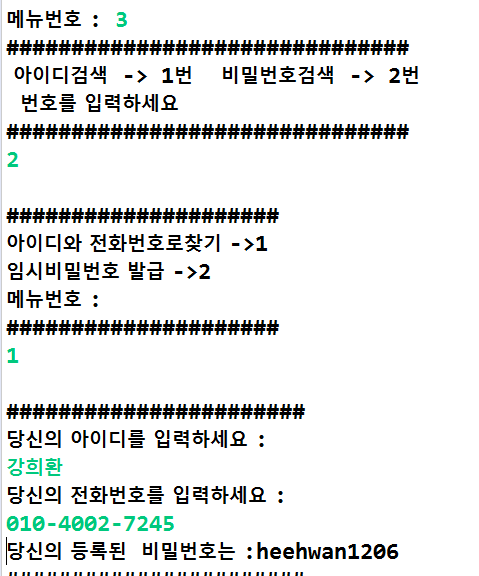 메뉴번호 : 3
###############################
아이디검색 -> 1번 비밀번호검색 -> 2번
번호를 입력하세요
###############################
2
#####################
아이디와 전화번호로찾기 ->1
임시비밀번호 발급 ->2
메뉴번호 :
#####################
1
#######################
당신의 아이디를 입력하세요 :
강희환
당신의 전화번호를 입력하세요 :
010-4002-7245
당신의 등록된 비밀번호는 :heehwan1206
#######################